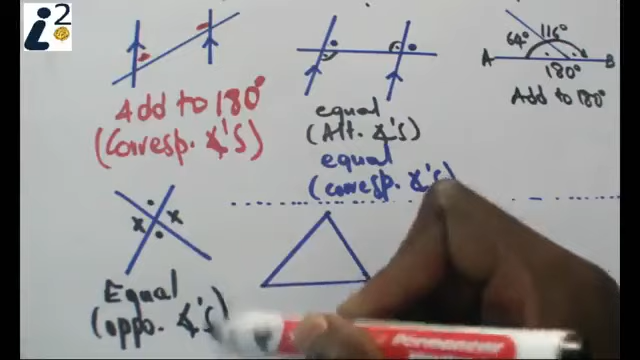 i2
Add to 180°
(Corresp. ∡'s)
equal
(Alt. ∡'s)
equal
(corresp. ∡'s)
64° 116°
A B
180°
Add to 180°
x x
Equal
(oppo. ∡'s)
Permanent